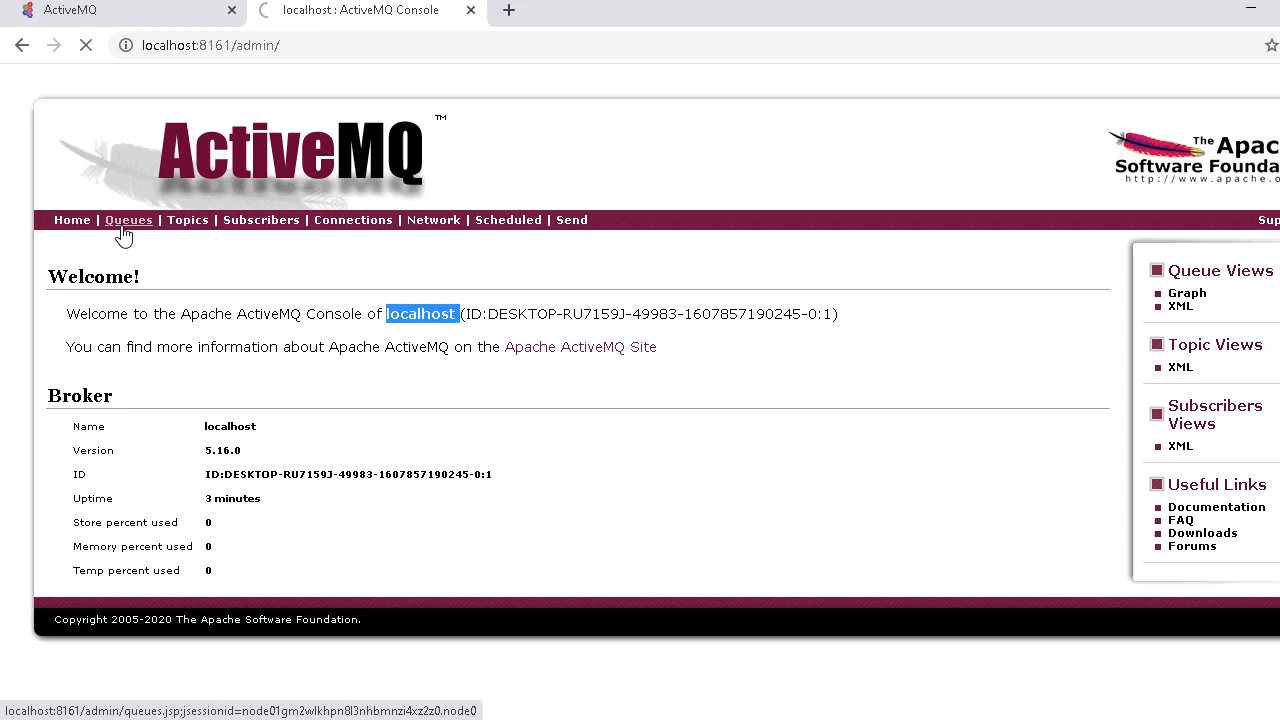 ActiveMQ
localhost : ActiveMQ Console
localhost:8161/admin/
ActiveMQ™
The Apac
Software Founda
http://www.apache.o
Home | Queues | Topics | Subscribers | Connections | Network | Scheduled | Send
Sup
Welcome!
Welcome to the Apache ActiveMQ Console of localhost (ID:DESKTOP-RU7159J-49983-1607857190245-0:1)
You can find more information about Apache ActiveMQ on the Apache ActiveMQ Site
Broker
Name localhost
Version 5.16.0
ID ID:DESKTOP-RU7159J-49983-1607857190245-0:1
Uptime 3 minutes
Store percent used 0
Memory percent used 0
Temp percent used 0
Queue Views
Graph
XML
Topic Views
XML
Subscribers
Views
XML
Useful Links
Documentation
FAQ
Downloads
Forums
Copyright 2005-2020 The Apache Software Foundation.
localhost:8161/admin/queues.jsp;jsessionid=node01gm2wlkhpn8l3nhbmnzi4xz2z0.node0